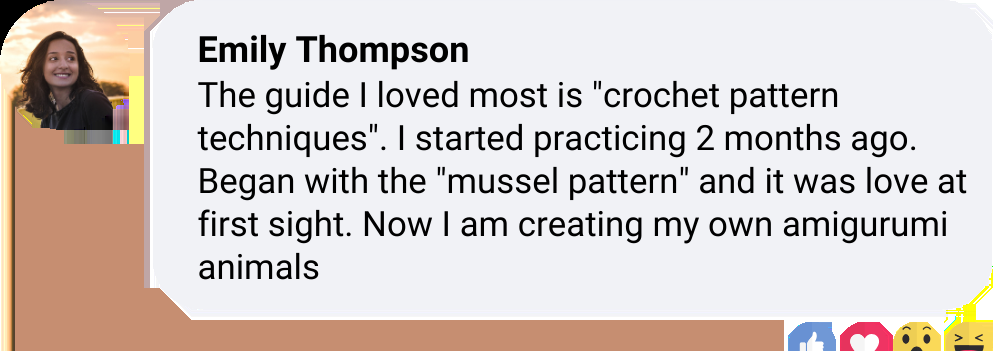 Emily Thompson
The guide I loved most is "crochet pattern
techniques". I started practicing 2 months ago.
Began with the "mussel pattern" and it was love at
first sight. Now I am creating my own amigurumi
animals